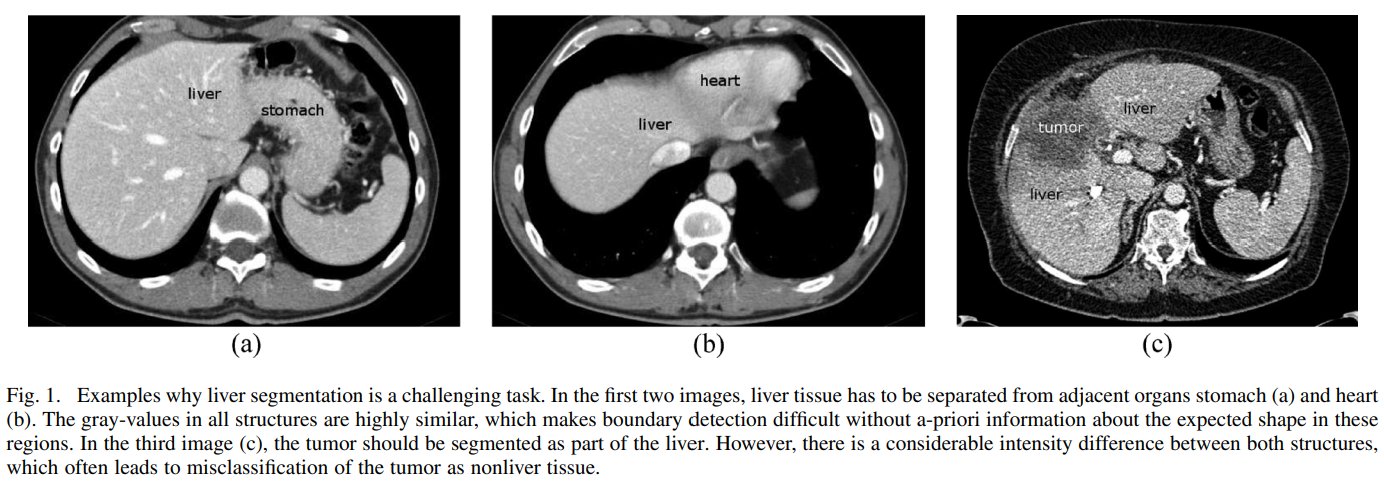 liver
stomach
heart
liver
liver
tumor
liver
(a)
(b)
(c)
Fig. 1. Examples why liver segmentation is a challenging task. In the first two images, liver tissue has to be separated from adjacent organs stomach (a) and heart
(b). The gray-values in all structures are highly similar, which makes boundary detection difficult without a-priori information about the expected shape in these
regions. In the third image (c), the tumor should be segmented as part of the liver. However, there is a considerable intensity difference between both structures,
which often leads to misclassification of the tumor as nonliver tissue.